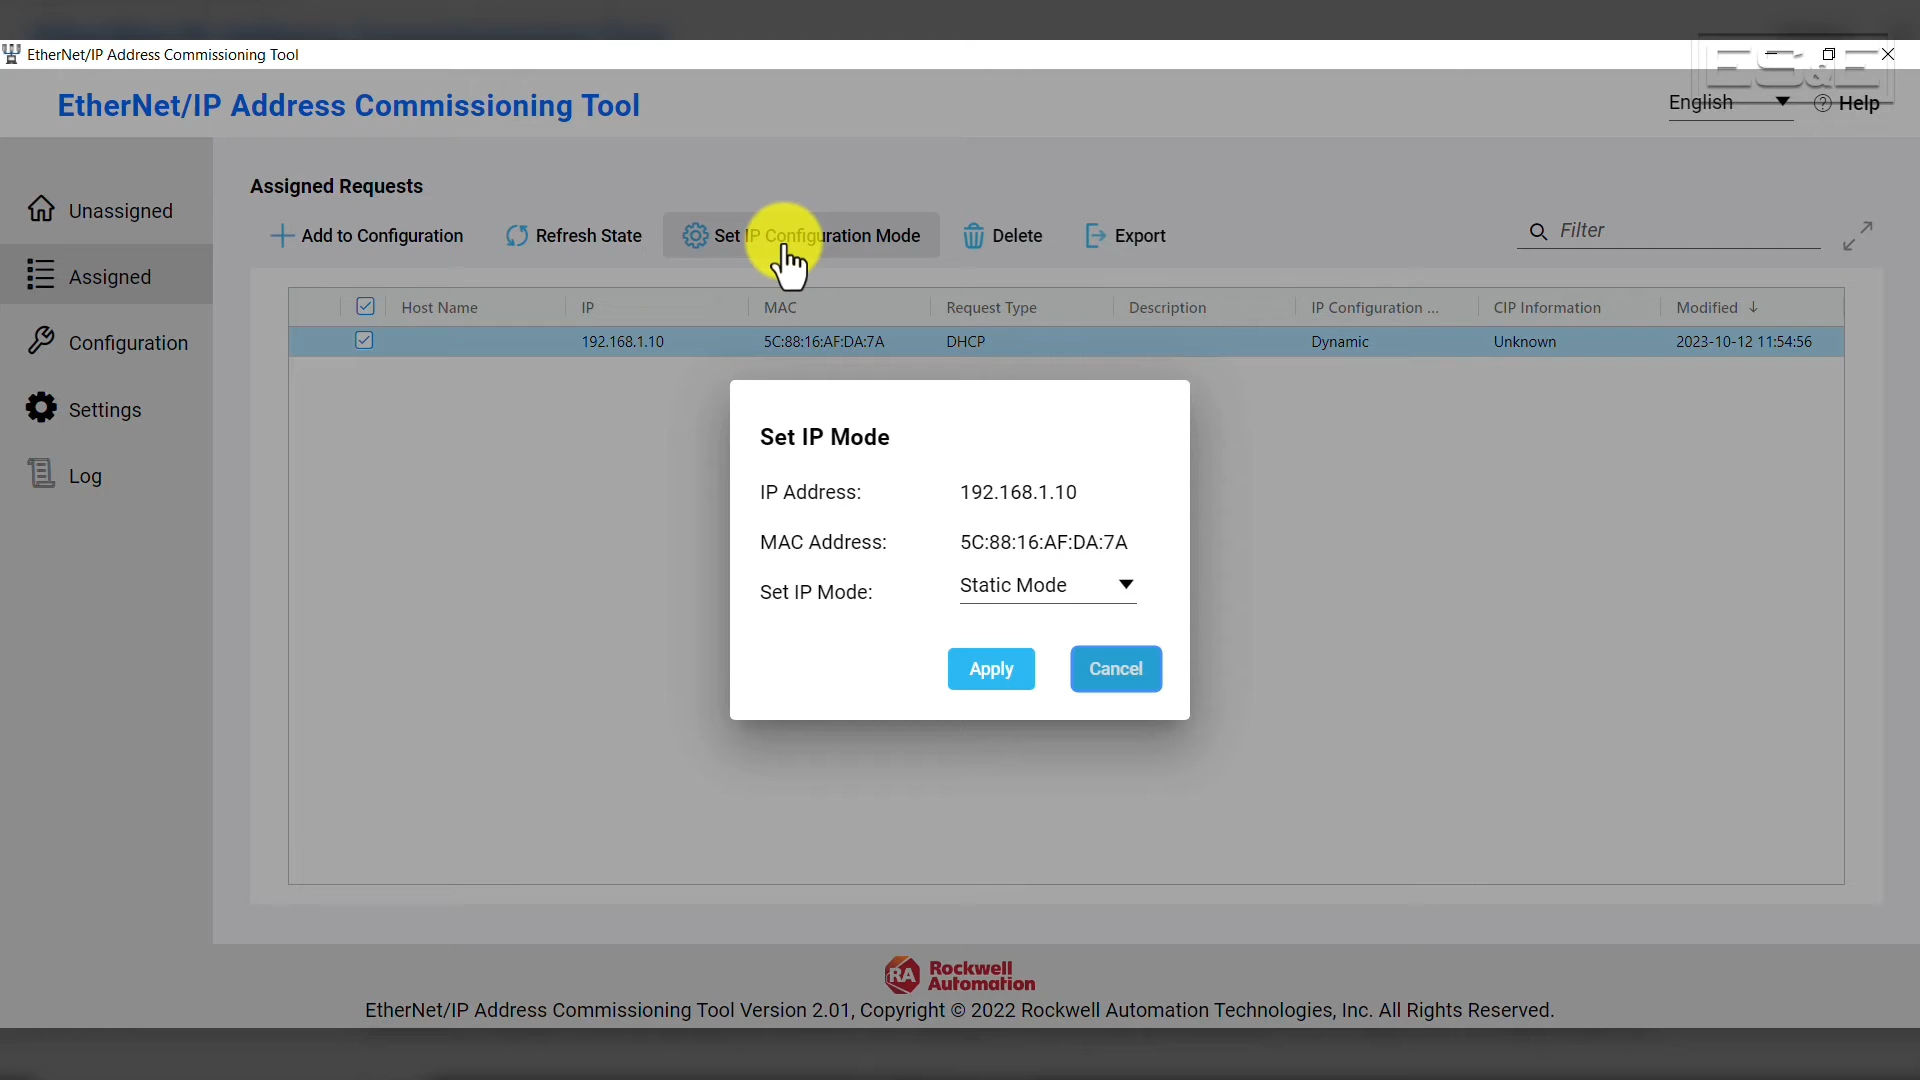 EtherNet/IP Address Commissioning Tool
ES&E
EtherNet/IP Address Commissioning Tool
English
Help
Unassigned
Assigned
Configuration
Settings
Log
Assigned Requests
Add to Configuration Refresh State Set IP Configuration Mode Delete Export Filter
Host Name IP MAC Request Type Description IP Configuration ... CIP Information Modified
192.168.1.10 5C:88:16:AF:DA:7A DHCP Dynamic Unknown 2023-10-12 11:54:56
Set IP Mode
IP Address: 192.168.1.10
MAC Address: 5C:88:16:AF:DA:7A
Set IP Mode: Static Mode
Apply Cancel
RA Rockwell
Automation
EtherNet/IP Address Commissioning Tool Version 2.01, Copyright © 2022 Rockwell Automation Technologies, Inc. All Rights Reserved.